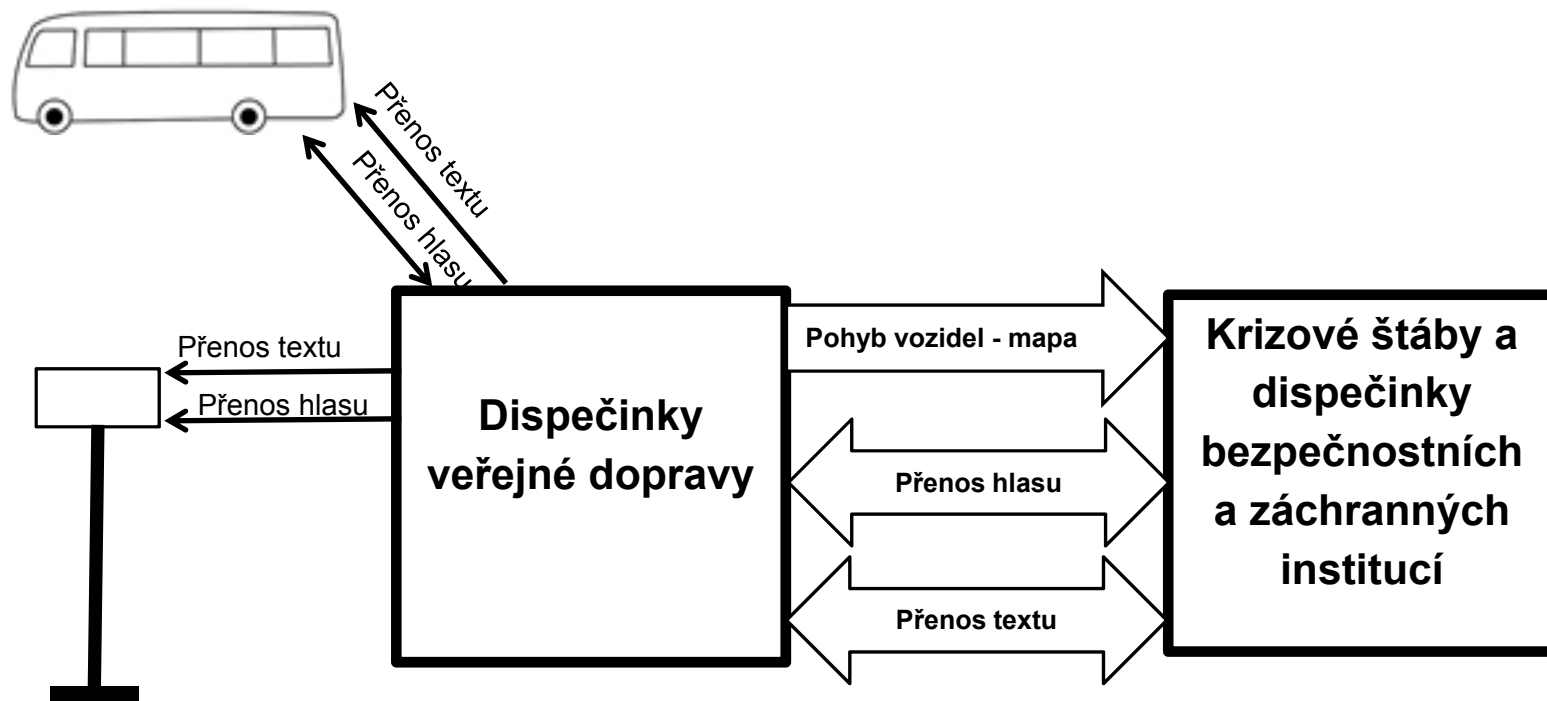 Přenos textu
Přenos hlasu
Přenos textu
Přenos hlasu
Dispečinky
veřejné dopravy
Pohyb vozidel - mapa
Přenos hlasu
Přenos textu
Krizové štáby a
dispečinky
bezpečnostních
a záchranných
institucí